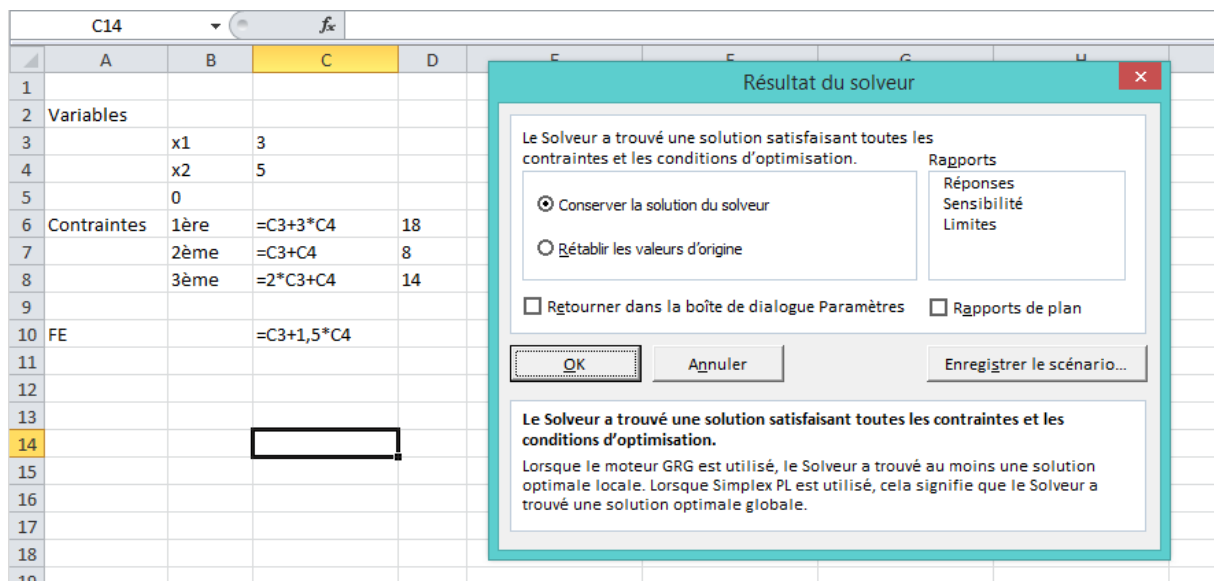 C14 fx
A B C D E F G H
1
2 Variables
3 x1 3
4 x2 5
5 0
6 Contraintes 1ère =C3+3*C4 18
7 2ème =C3+C4 8
8 3ème =2*C3+C4 14
9
10 FE =C3+1,5*C4
11
12
13
14
15
16
17
18
19
Résultat du solveur
Le Solveur a trouvé une solution satisfaisant toutes les
contraintes et les conditions d'optimisation.
Rapports
Conserver la solution du solveur
Rétablir les valeurs d'origine
Réponses
Sensibilité
Limites
Retourner dans la boîte de dialogue Paramètres
Rapports de plan
OK Annuler Enregistrer le scénario...
Le Solveur a trouvé une solution satisfaisant toutes les contraintes et les
conditions d'optimisation.
Lorsque le moteur GRG est utilisé, le Solveur a trouvé au moins une solution
optimale locale. Lorsque Simplex PL est utilisé, cela signifie que le Solveur a
trouvé une solution optimale globale.